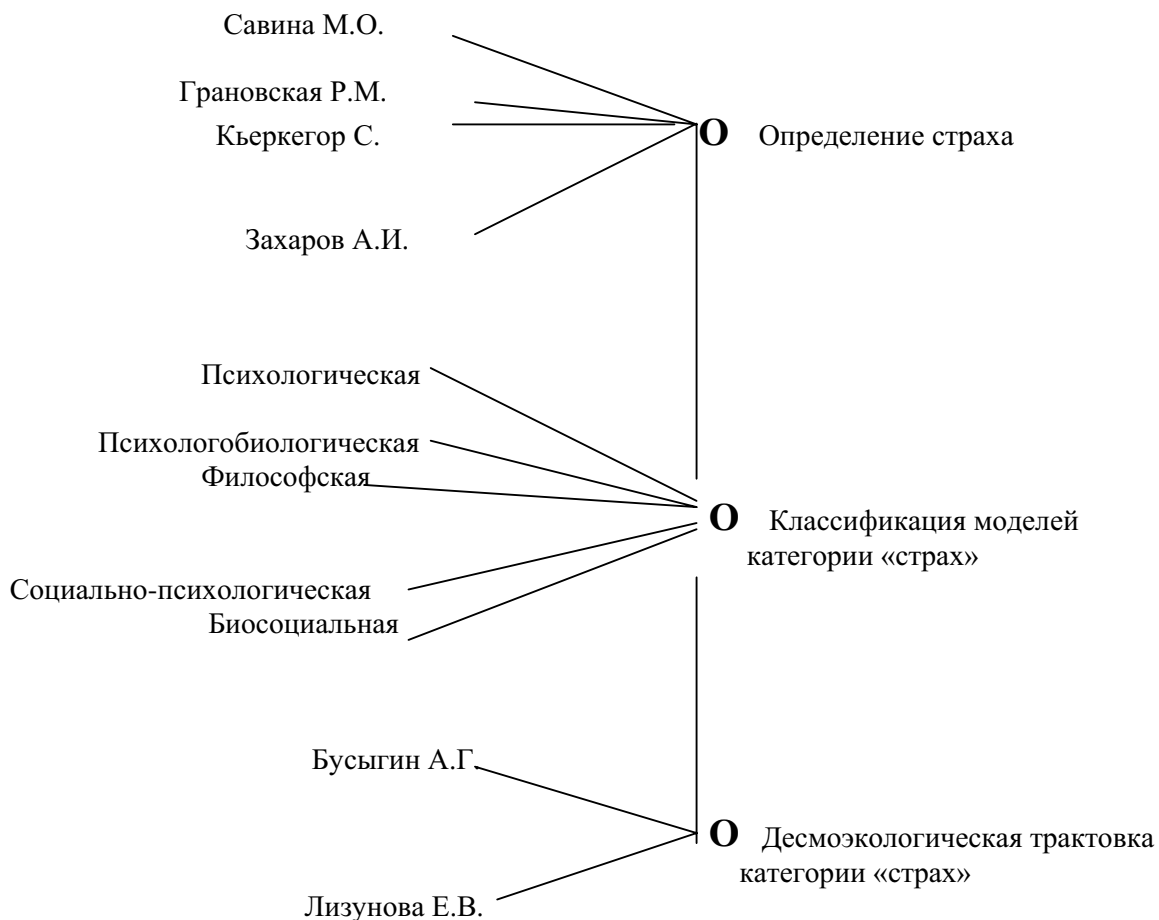 Савина М.О.
Грановская Р.М.
Кьеркегор С.
О Определение страха
Захаров А.И.
Психологическая
Психологобиологическая
Философская
О Классификация моделей
категории «страх»
Социально-психологическая
Биосоциальная
Бусыгин А.Г.
О Десмоэкологическая трактовка
категории «страх»
Лизунова Е.В.